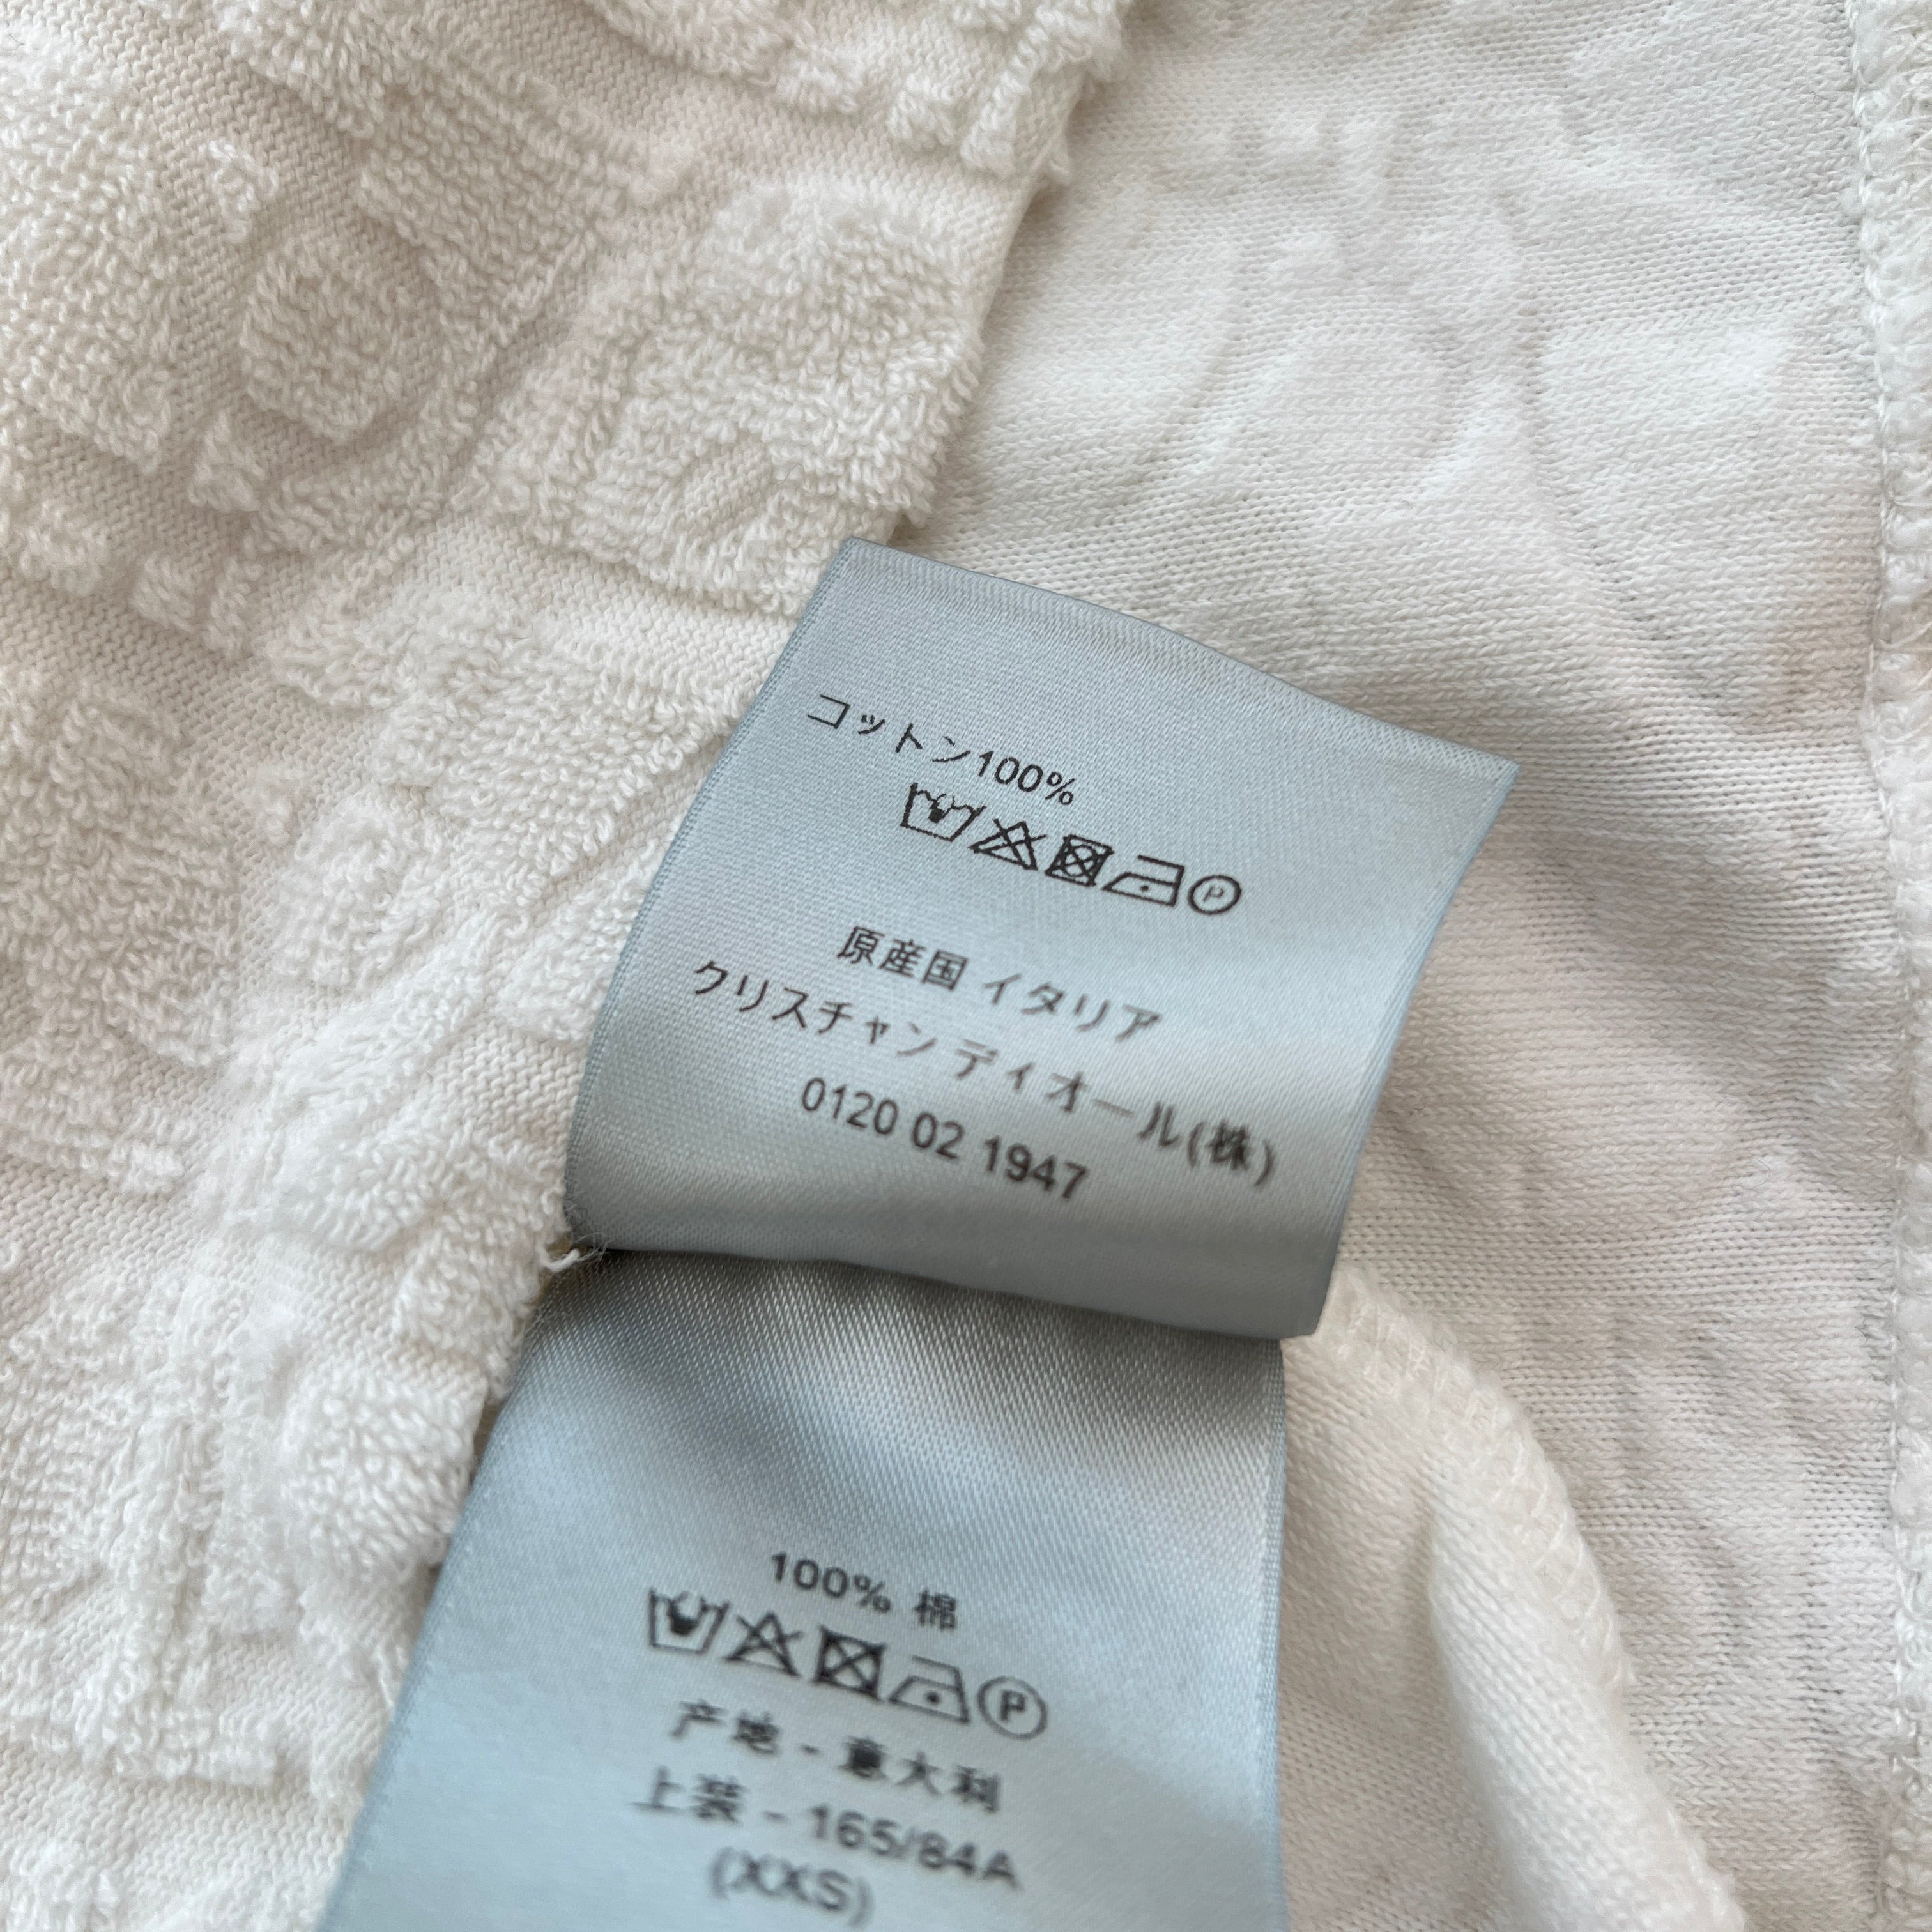 コットン100%
原産国 イタリア
クリスチャン ディオール(株)
0120 02 1947
100% 棉
产地 - 意大利
上装 - 165/84A
(XXS)